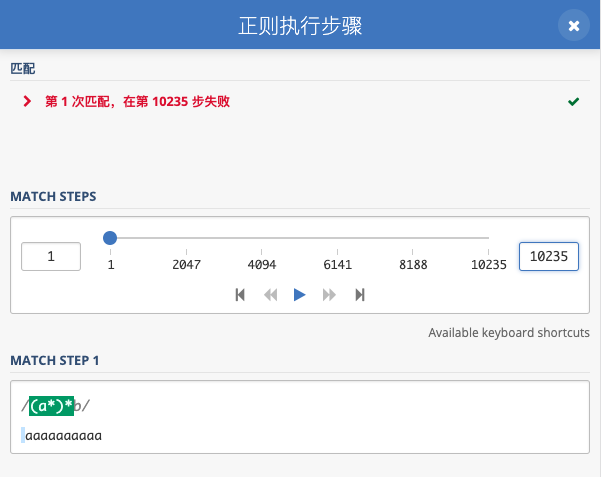 正则执行步骤
匹配
第 1 次匹配，在第 10235 步失败
MATCH STEPS
1
1 2047 4094 6141 8188 10235
10235
Available keyboard shortcuts
MATCH STEP 1
/(a*)*b/
aaaaaaaaaa